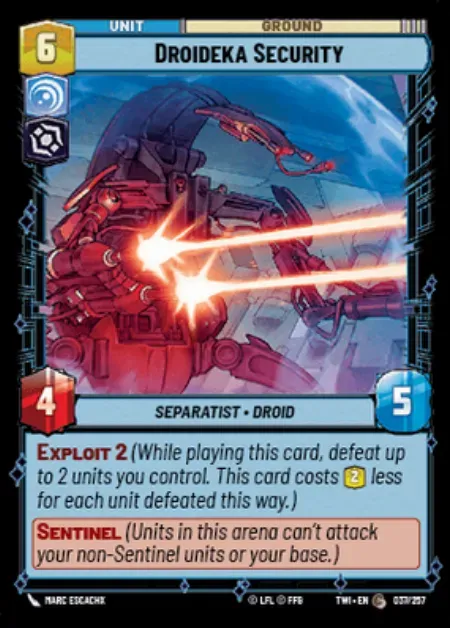 UNIT
GROUND
6
DROIDEKA SECURITY
4
SEPARATIST • DROID
5
EXPLOIT 2 (While playing this card, defeat up
to 2 units you control. This card costs 2 less
for each unit defeated this way.)
SENTINEL (Units in this arena can't attack
your non-Sentinel units or your base.)
MARC ESCACHX
© LFL © FFG
TWI • EN
037/257